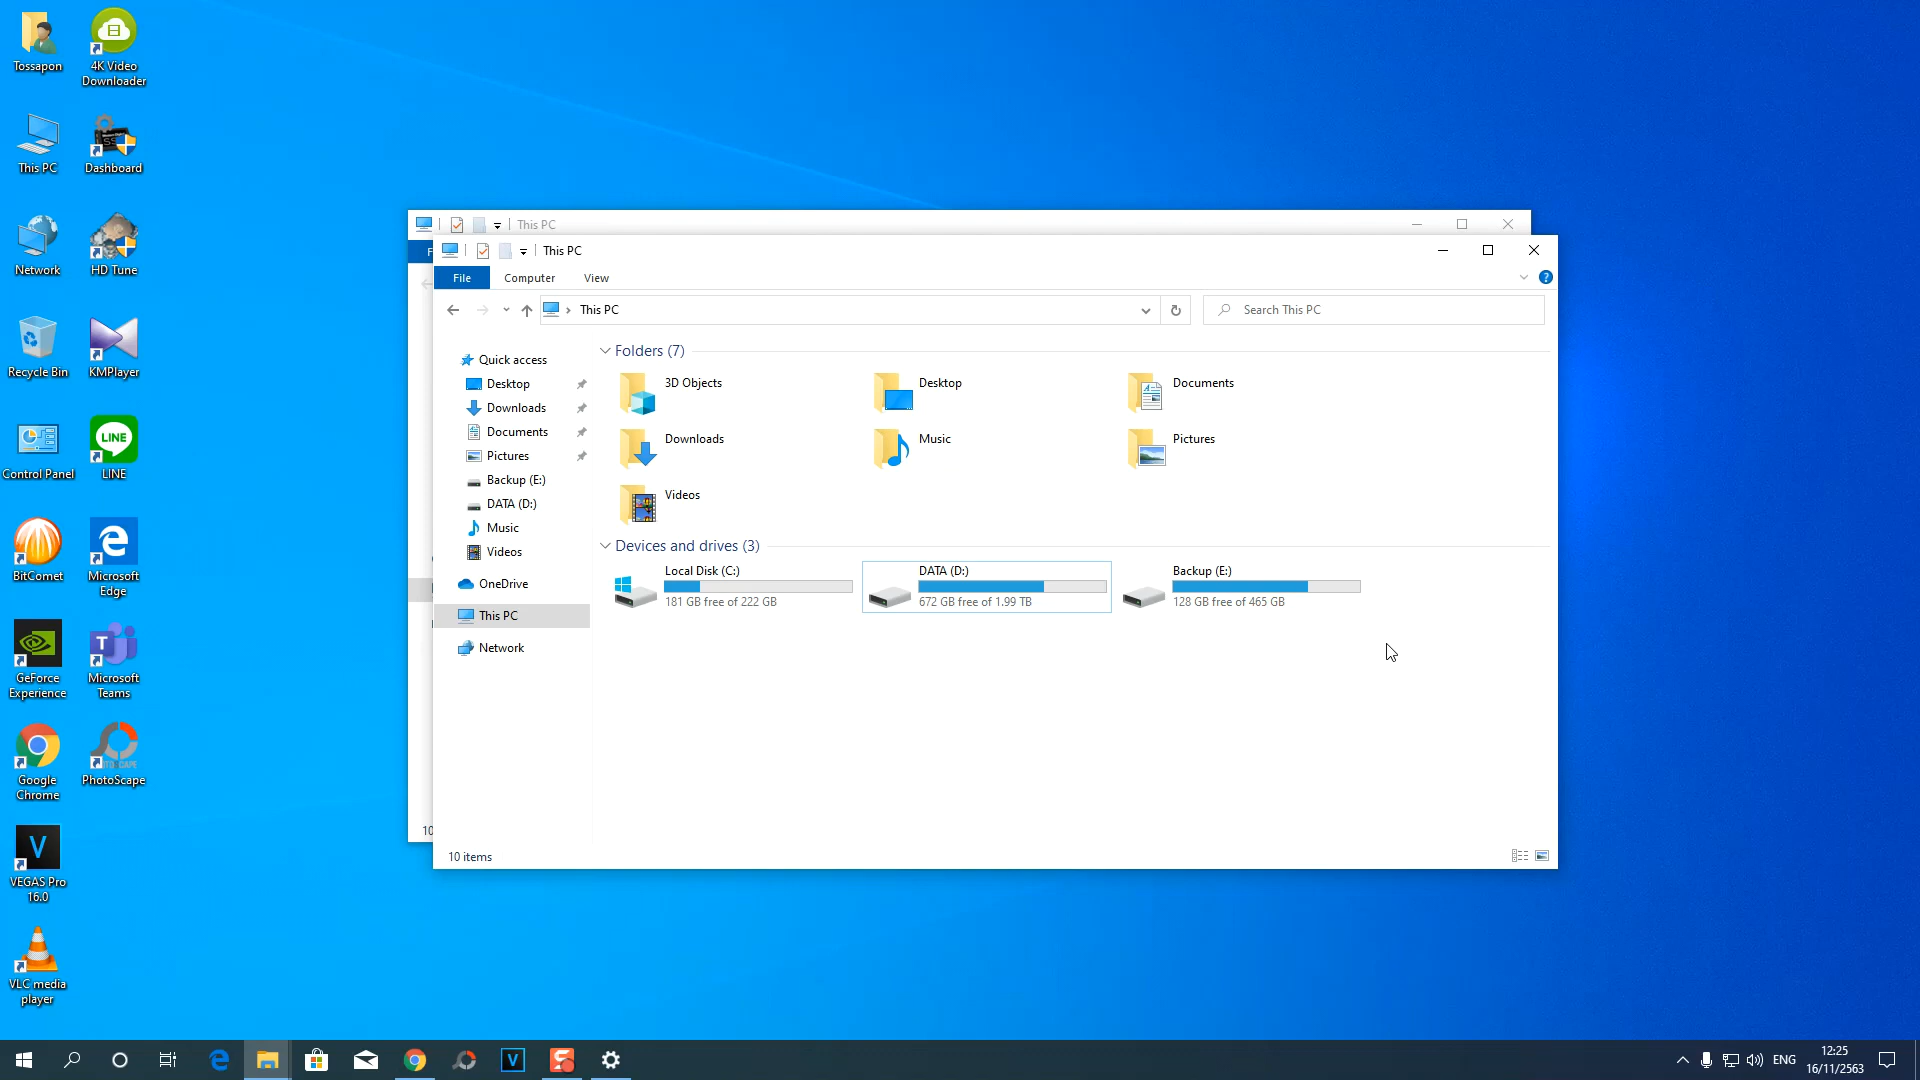 Tossapon
4K Video
Downloader
This PC
Dashboard
Network
HD Tune
Recycle Bin
KMPlayer
Control Panel
LINE
LINE
BitComet
Microsoft
Edge
GeForce
Experience
Microsoft
Teams
Google
Chrome
PhotoScape
VEGAS Pro
16.0
VLC media
player
This PC
This PC
File
Computer
View
This PC
Search This PC
Quick access
Desktop
Downloads
Documents
Pictures
Backup (E:)
DATA (D:)
Music
Videos
OneDrive
This PC
Network
Folders (7)
3D Objects
Desktop
Documents
Downloads
Music
Pictures
Videos
Devices and drives (3)
Local Disk (C:)
181 GB free of 222 GB
DATA (D:)
672 GB free of 1.99 TB
Backup (E:)
128 GB free of 465 GB
10
10 items
ENG
12:25
16/11/2563